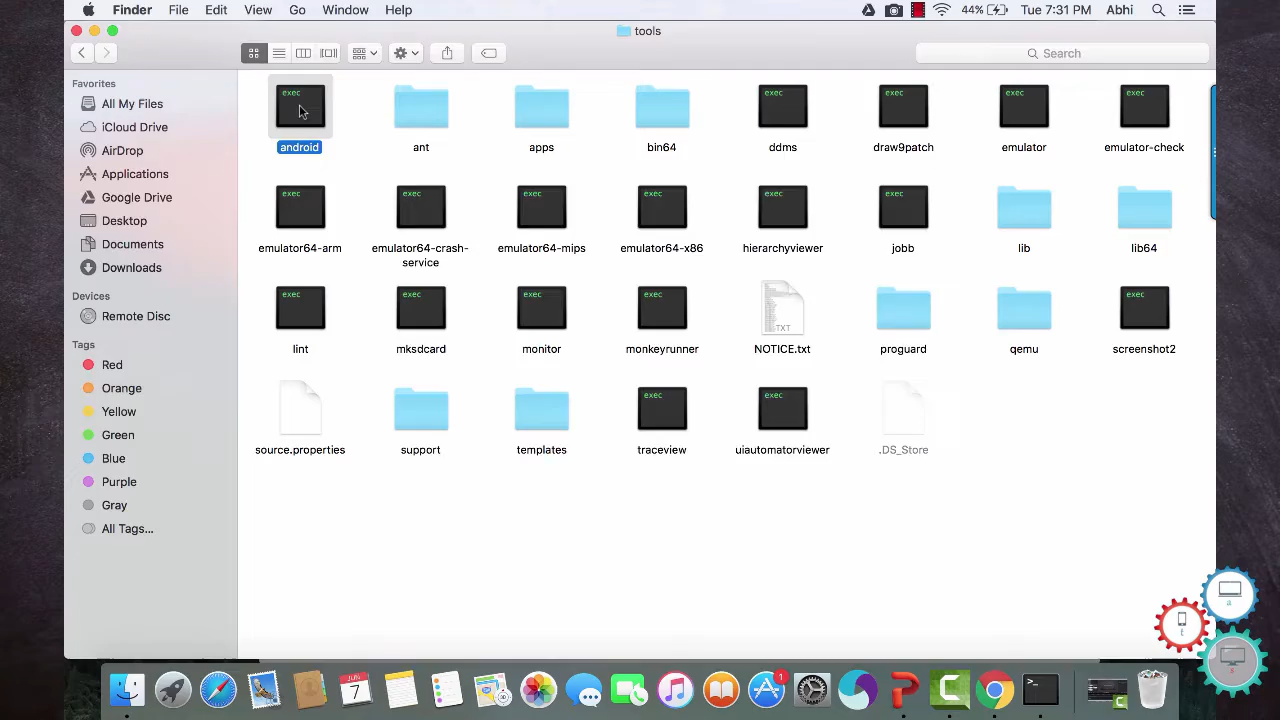 Finder File Edit View Go Window Help 44% Tue 7:31 PM Abhi
tools
Search
Favorites
All My Files
iCloud Drive
AirDrop
Applications
Google Drive
Desktop
Documents
Downloads
Devices
Remote Disc
Tags
Red
Orange
Yellow
Green
Blue
Purple
Gray
All Tags...
exec exec exec exec exec
android ant apps bin64 ddms draw9patch emulator emulator-check
exec exec exec exec exec exec
emulator64-arm emulator64-crash- emulator64-mips emulator64-x86 hierarchyviewer jobb lib lib64
service
exec exec exec exec TXT exec
lint mksdcard monitor monkeyrunner NOTICE.txt proguard qemu screenshot2
exec exec
source.properties support templates traceview uiautomatorviewer .DS_Store
a
t
JUN
7
1
>_